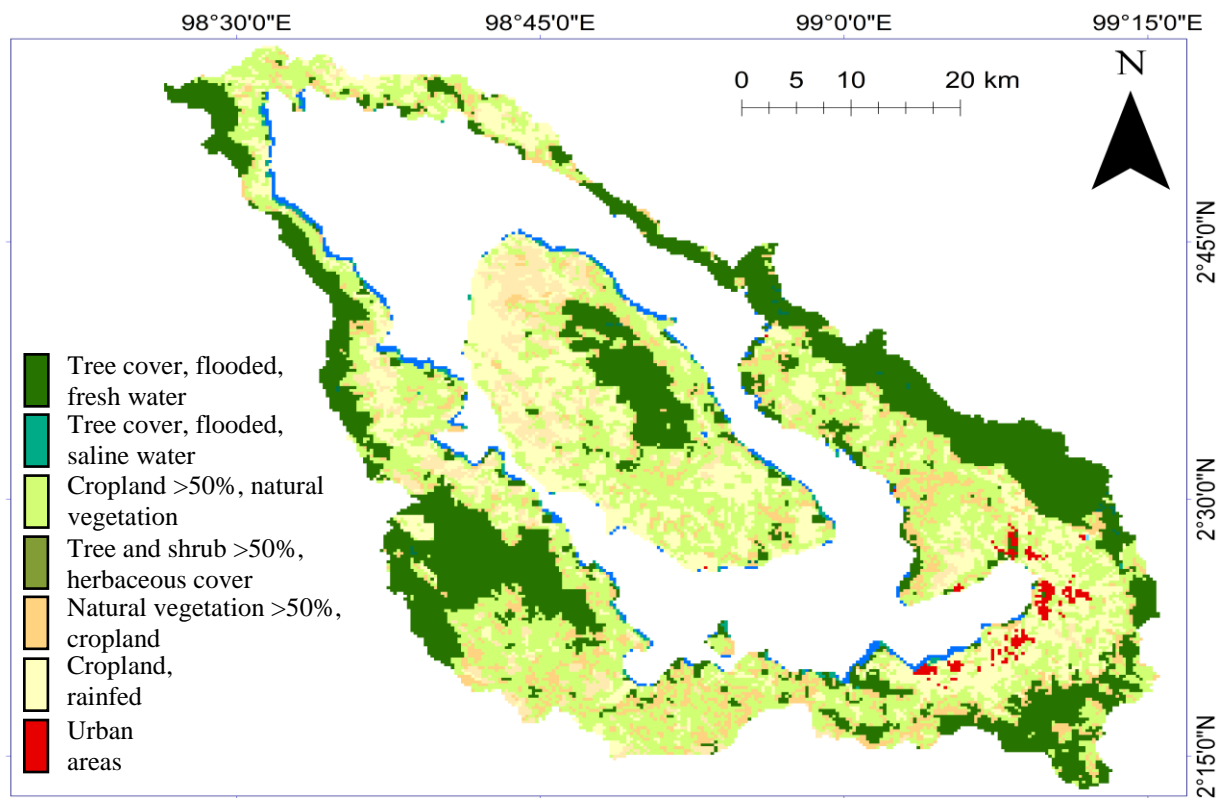 98°30'0"E 98°45'0"E 99°0'0"E 99°15'0"E
0 5 10 20 km
N
2°45'0"N
2°30'0"N
2°15'0"N
Tree cover, flooded,
fresh water
Tree cover, flooded,
saline water
Cropland >50%, natural
vegetation
Tree and shrub >50%,
herbaceous cover
Natural vegetation >50%,
cropland
Cropland,
rainfed
Urban
areas